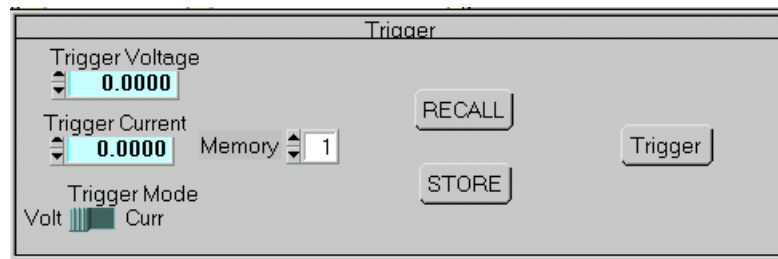 Trigger
Trigger Voltage
0.0000
Trigger Current
0.0000
Memory 1
Trigger Mode
Volt Curr
RECALL
STORE
Trigger